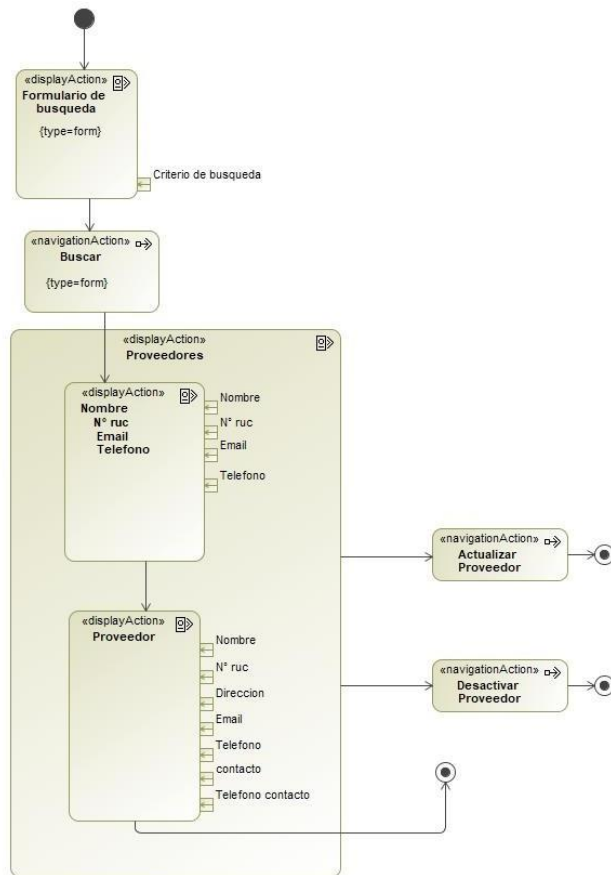 «displayAction»
Formulario de
busqueda
{type=form}
Criterio de busqueda
«navigationAction»
Buscar
{type=form}
«displayAction»
Proveedores
«displayAction»
Nombre
N° ruc
Email
Telefono
Nombre
N° ruc
Email
Telefono
«navigationAction»
Actualizar
Proveedor
«displayAction»
Proveedor
Nombre
N° ruc
Direccion
Email
Telefono
contacto
Telefono contacto
«navigationAction»
Desactivar
Proveedor